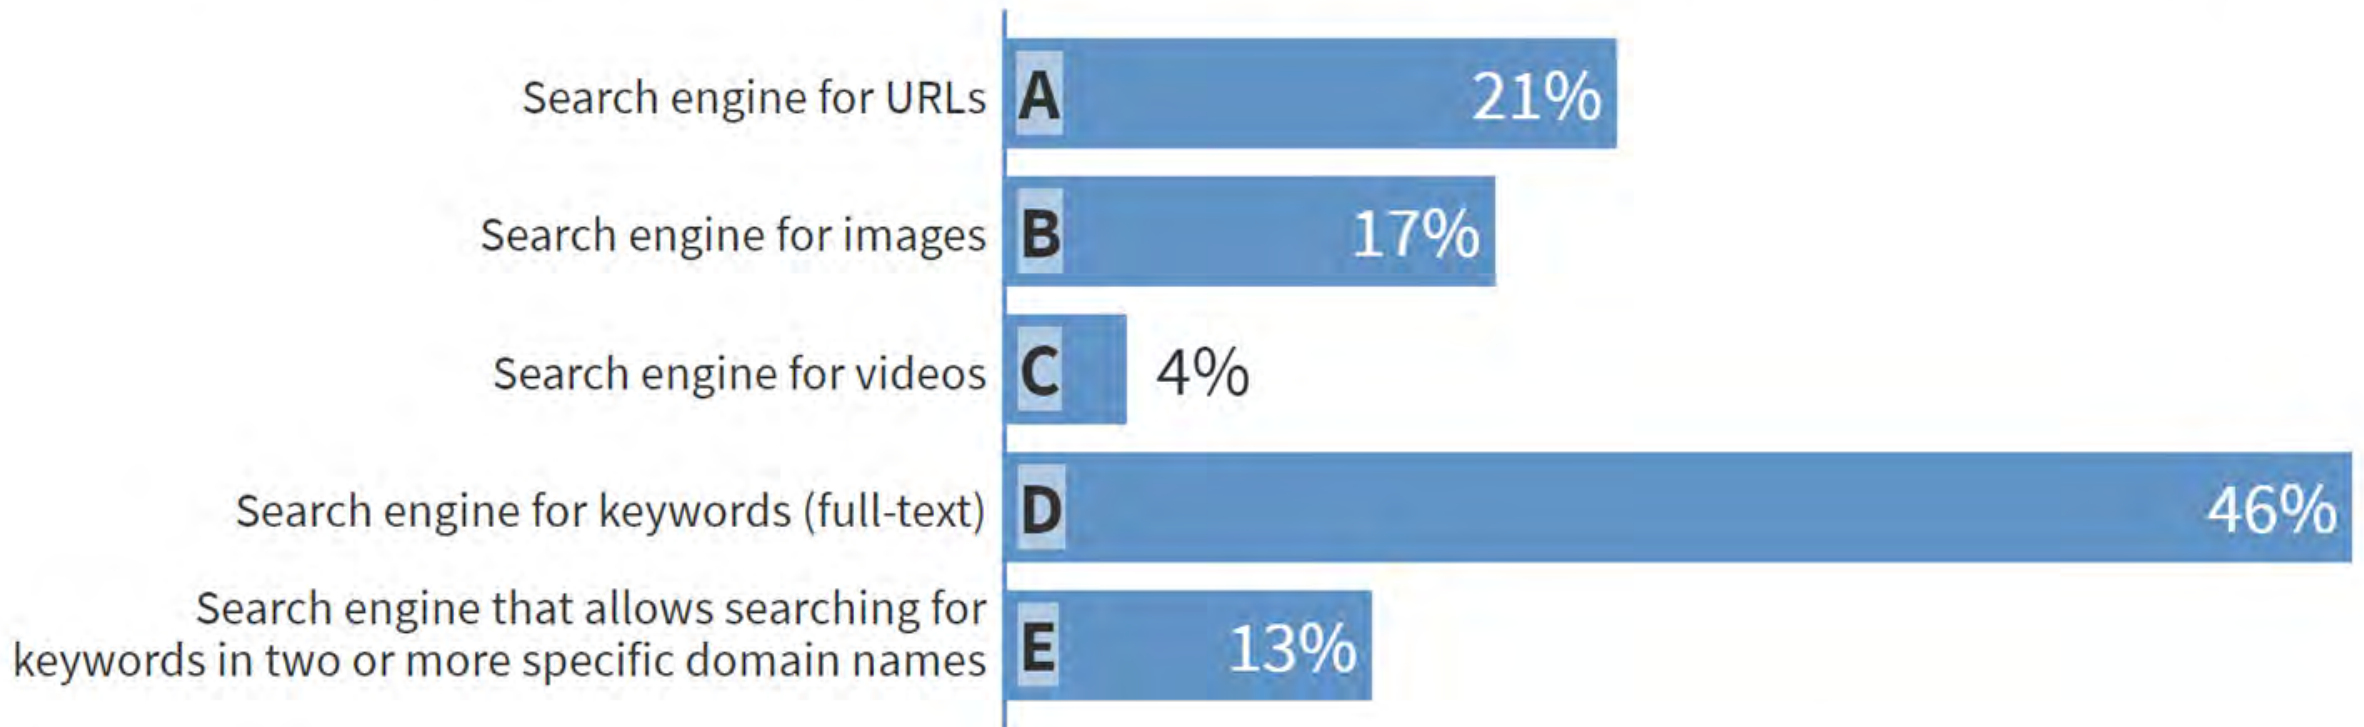 Search engine for URLs A 21%
Search engine for images B 17%
Search engine for videos C 4%
Search engine for keywords (full-text) D 46%
Search engine that allows searching for
keywords in two or more specific domain names E 13%